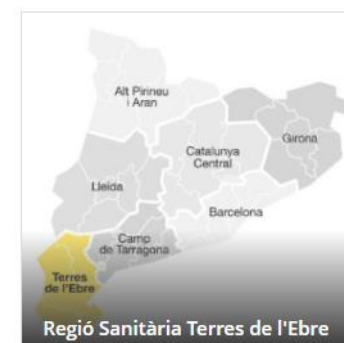 Alt Pirineu
i Aran
Girona
Catalunya
Central
Lleida
Barcelona
Camp
de Tarragona
Terres
de l'Ebre
Regió Sanitària Terres de l'Ebre